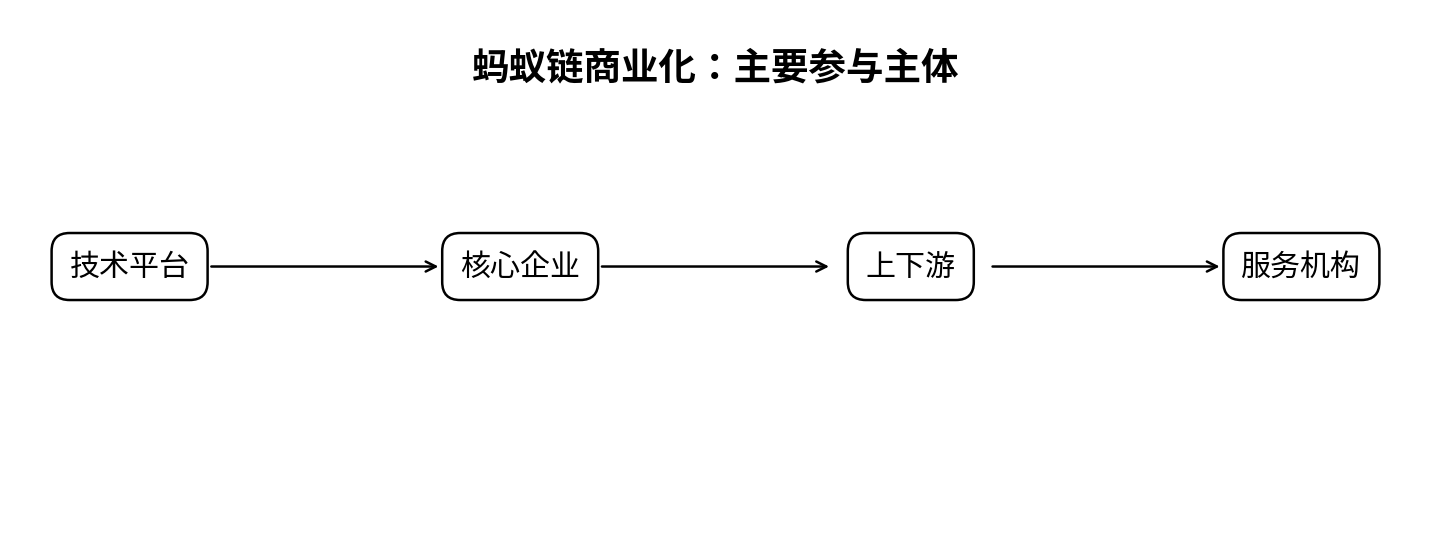 蚂蚁链商业化：主要参与主体
技术平台
核心企业
上下游
服务机构